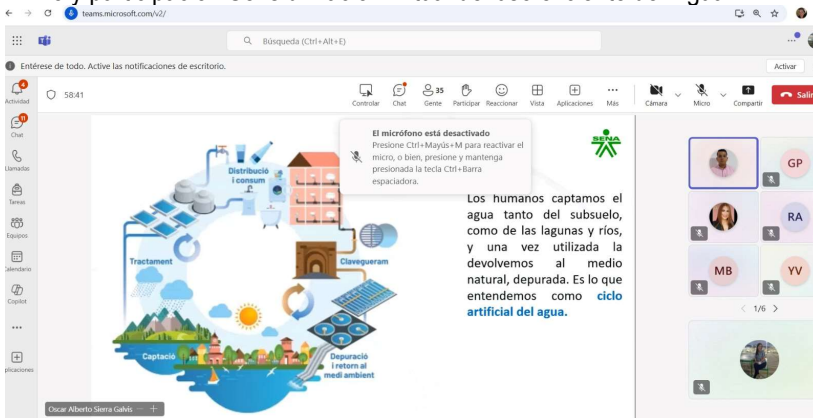 teams.microsoft.com/v2/
Búsqueda (Ctrl+Alt+E)
Entérese de todo. Active las notificaciones de escritorio.
Activar
4
Actividad
11
Chat
Llamadas
Tareas
Equipos
Calendario
Copilot
58:41
Controlar
Chat
35
Gente
Participar
Reaccionar
Vista
Aplicaciones
Más
Cámara
Micro
Compartir
Salir
El micrófono está desactivado
Presione Ctrl+Mayús+M para reactivar el
micro, o bien, presione y mantenga
presionada la tecla Ctrl+Barra
espaciadora.
SENA
Distribució
i consum
Tractament
Clavegueram
Captació
Depuració
i retorn al
medi ambient
Los humanos captamos el
agua tanto del subsuelo,
como de las lagunas y ríos,
y una vez utilizada la
devolvemos al medio
natural, depurada. Es lo que
entendemos como ciclo
artificial del agua.
GP
RA
MB
YV
1/6
Oscar Alberto Sierra Galvis